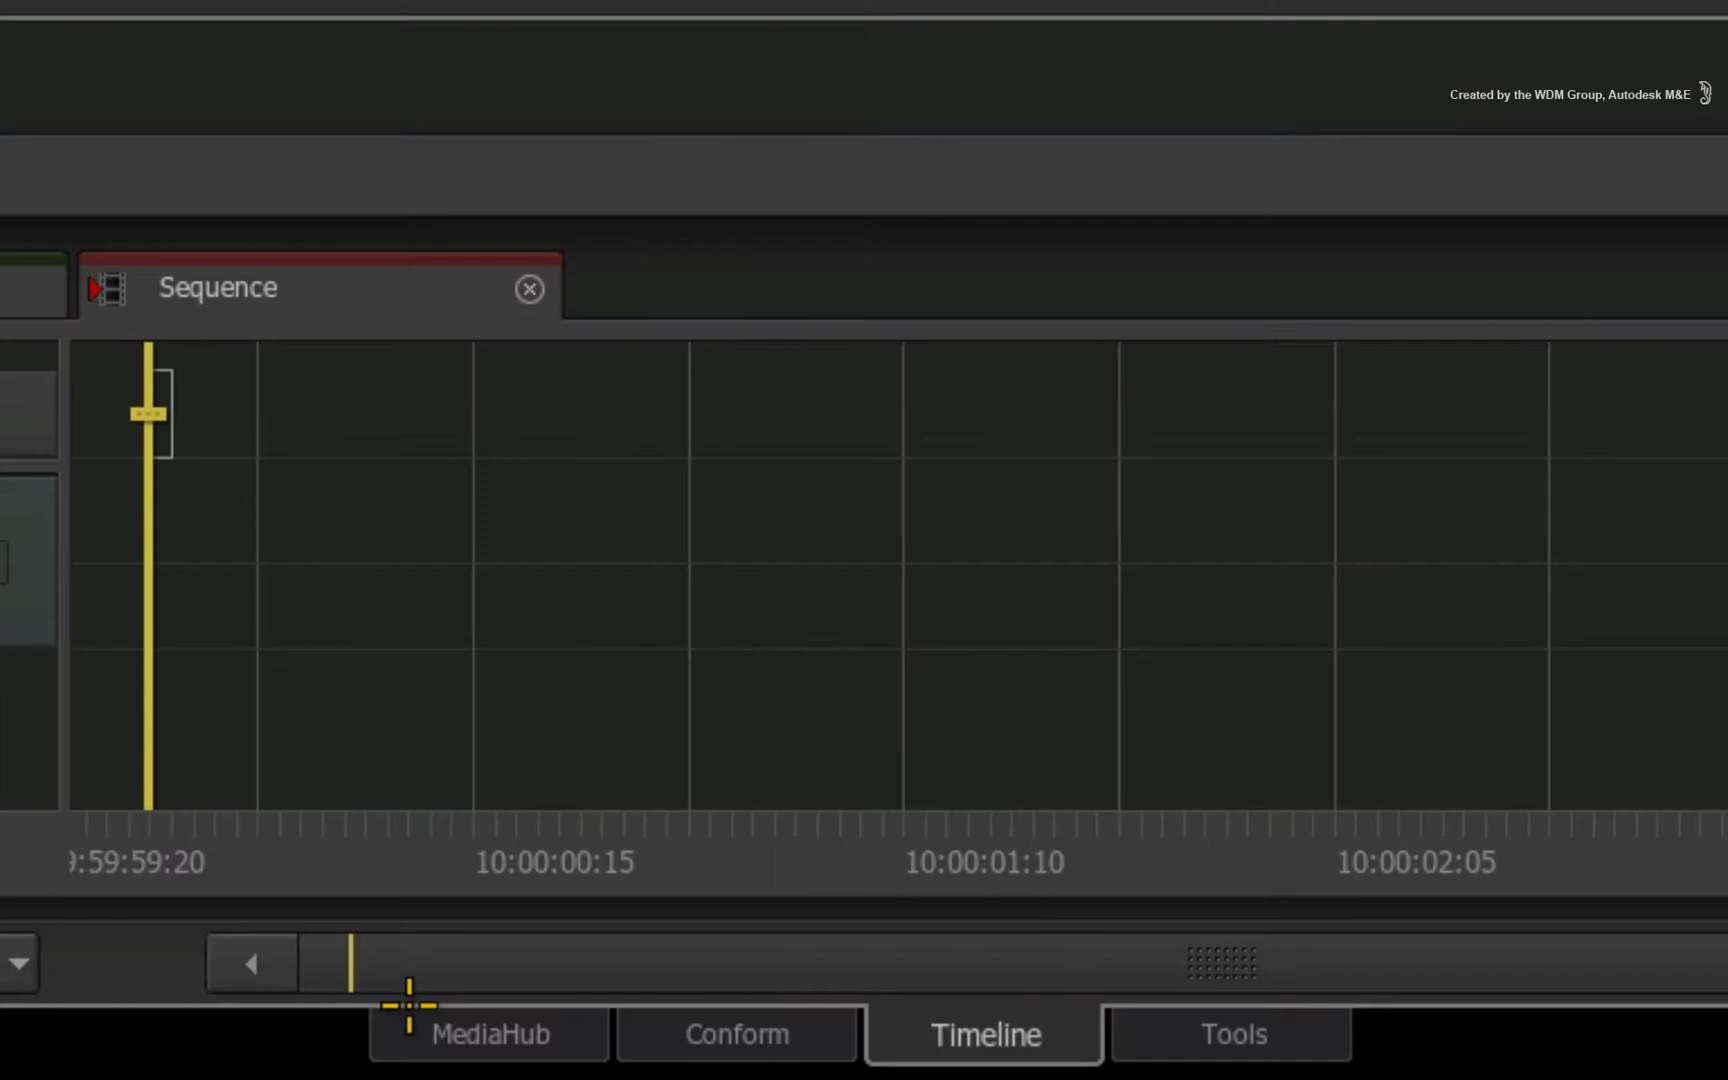 Created by the WDM Group, Autodesk M&E
Sequence
:59:59:20 10:00:00:15 10:00:01:10 10:00:02:05
MediaHub Conform Timeline Tools